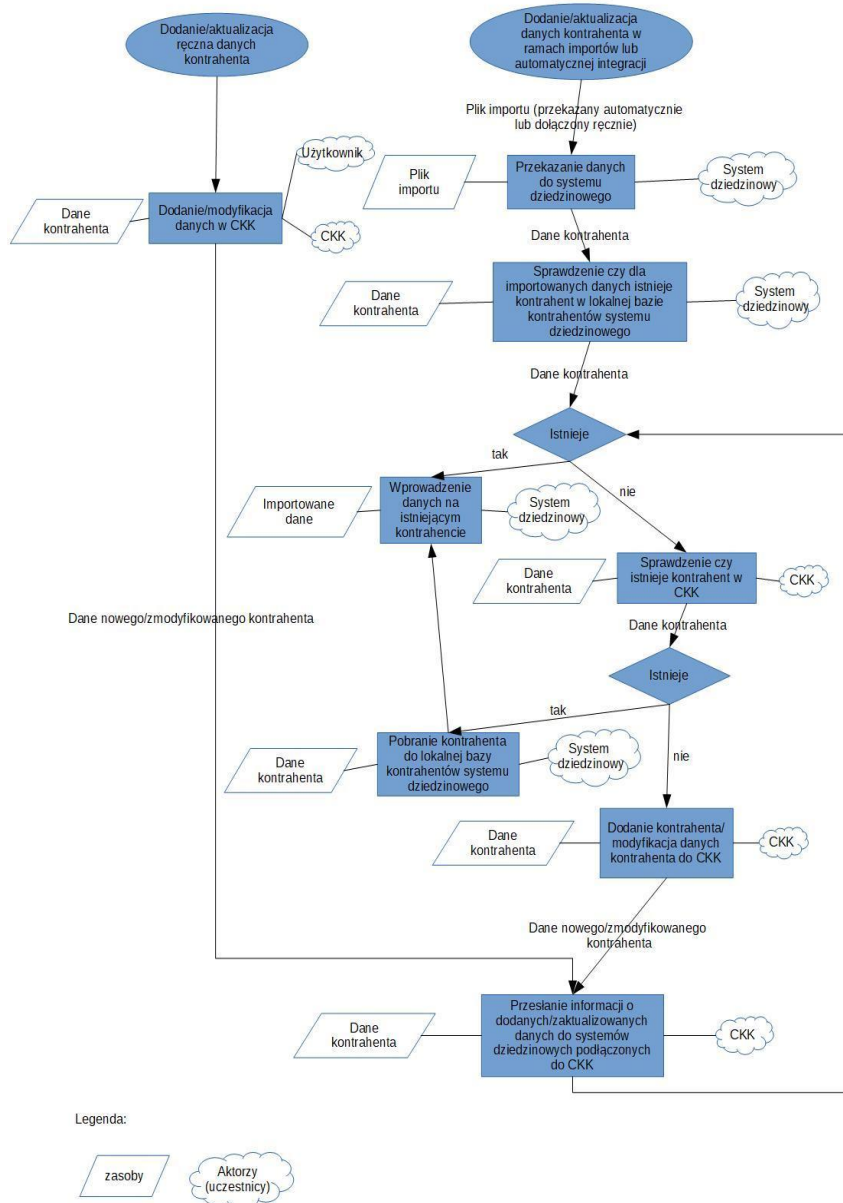 Dodanie/aktualizacja
ręczna danych
kontrahenta
Dodanie/aktualizacja
danych kontrahenta w
ramach importów lub
automatycznej integracji
Plik importu (przekazany automatycznie
lub dołączony ręcznie)
Użytkownik
Plik
importu
Przekazanie danych
do systemu
dziedzinowego
System
dziedzinowy
Dane
kontrahenta
Dodanie/modyfikacja
danych w CKK
CKK
Dane kontrahenta
Dane
kontrahenta
Sprawdzenie czy dla
importowanych danych istnieje
kontrahent w lokalnej bazie
kontrahentów systemu
dziedzinowego
System
dziedzinowy
Dane kontrahenta
Istnieje
tak
nie
Importowane
dane
Wprowadzenie
danych na
istniejącym
kontrahencie
System
dziedzinowy
Dane
kontrahenta
Sprawdzenie czy
istnieje kontrahent w
CKK
CKK
Dane nowego/zmodyfikowanego kontrahenta
Dane kontrahenta
Istnieje
tak
nie
Dane
kontrahenta
Pobranie kontrahenta
do lokalnej bazy
kontrahentów systemu
dziedzinowego
System
dziedzinowy
Dane
kontrahenta
Dodanie kontrahenta/
modyfikacja danych
kontrahenta do CKK
CKK
Dane nowego/zmodyfikowanego
kontrahenta
Dane
kontrahenta
Przesłanie informacji o
dodanych/zaktualizowanych
danych do systemów
dziedzinowych podłączonych
do CKK
CKK
Legenda:
zasoby
Aktorzy
(uczestnicy)